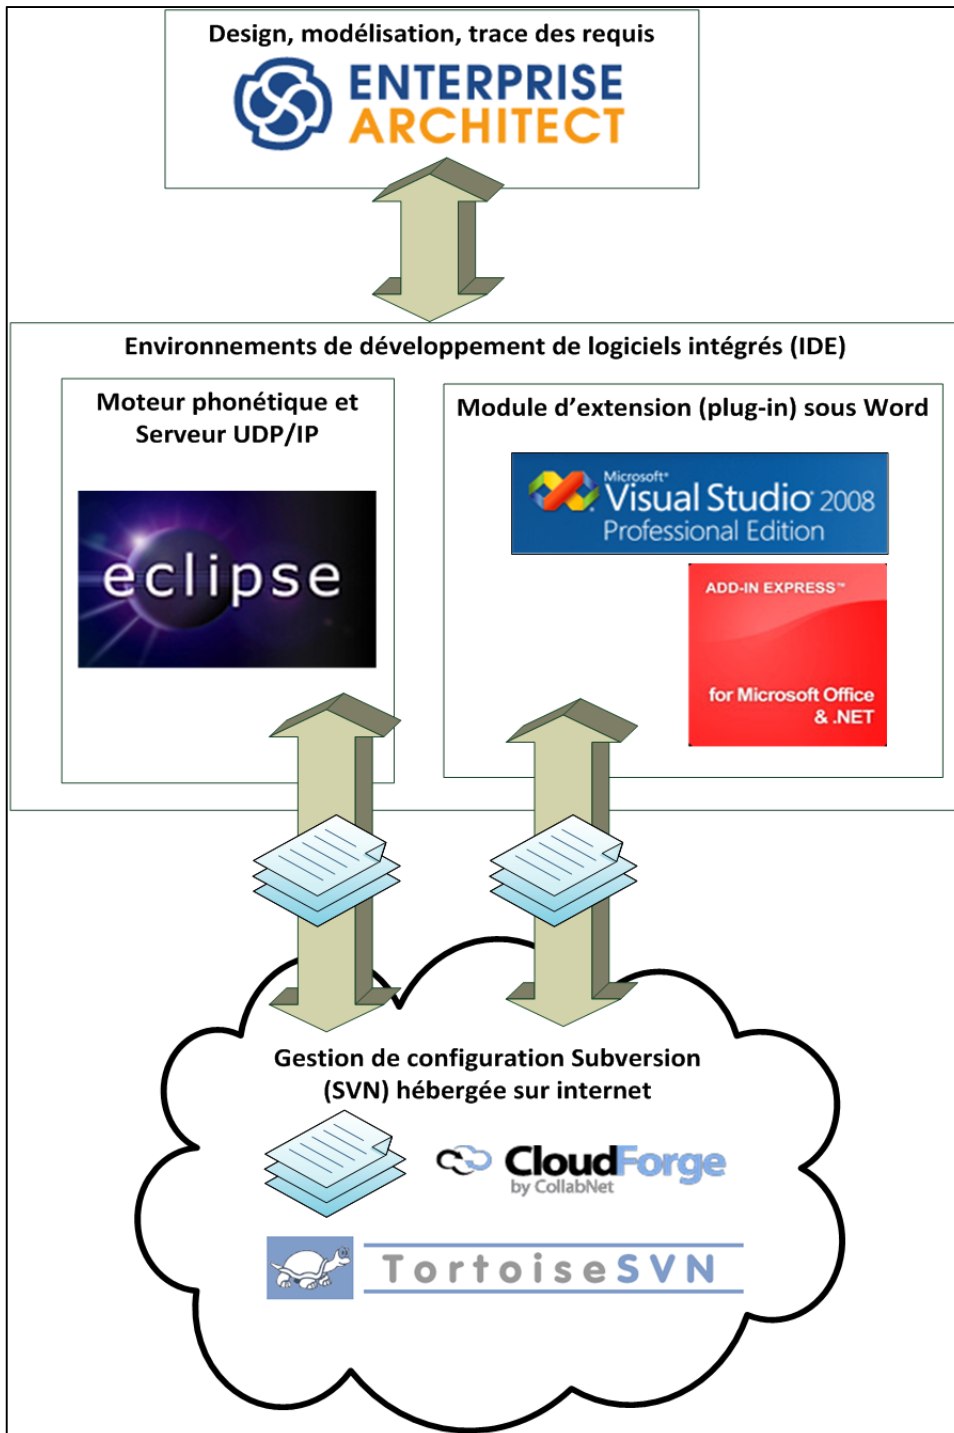 Design, modélisation, trace des requis
ENTERPRISE
ARCHITECT
Environnements de développement de logiciels intégrés (IDE)
Moteur phonétique et
Serveur UDP/IP
eclipse
Module d’extension (plug-in) sous Word
Microsoft®
Visual Studio® 2008
Professional Edition
ADD-IN EXPRESS™
for Microsoft Office
& .NET
Gestion de configuration Subversion
(SVN) hébergée sur internet
CloudForge
by CollabNet
TortoiseSVN